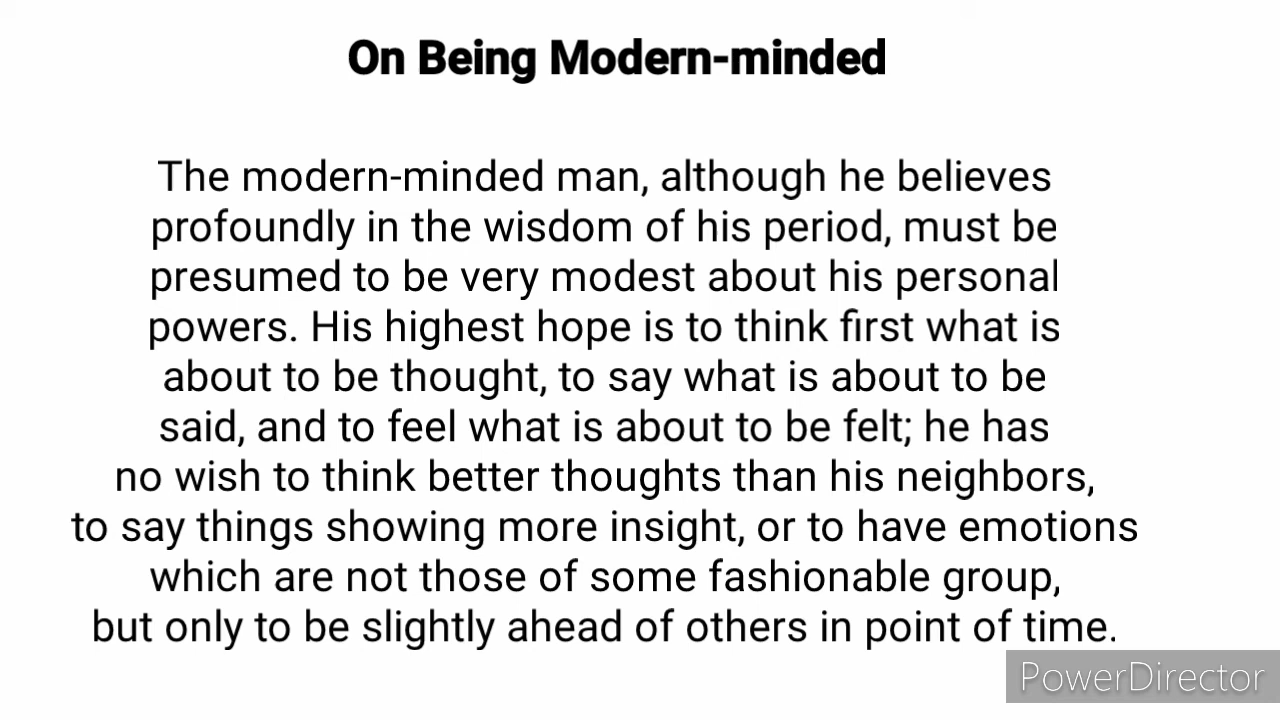 On Being Modern-minded
The modern-minded man, although he believes
profoundly in the wisdom of his period, must be
presumed to be very modest about his personal
powers. His highest hope is to think first what is
about to be thought, to say what is about to be
said, and to feel what is about to be felt; he has
no wish to think better thoughts than his neighbors,
to say things showing more insight, or to have emotions
which are not those of some fashionable group,
but only to be slightly ahead of others in point of time.
PowerDirector